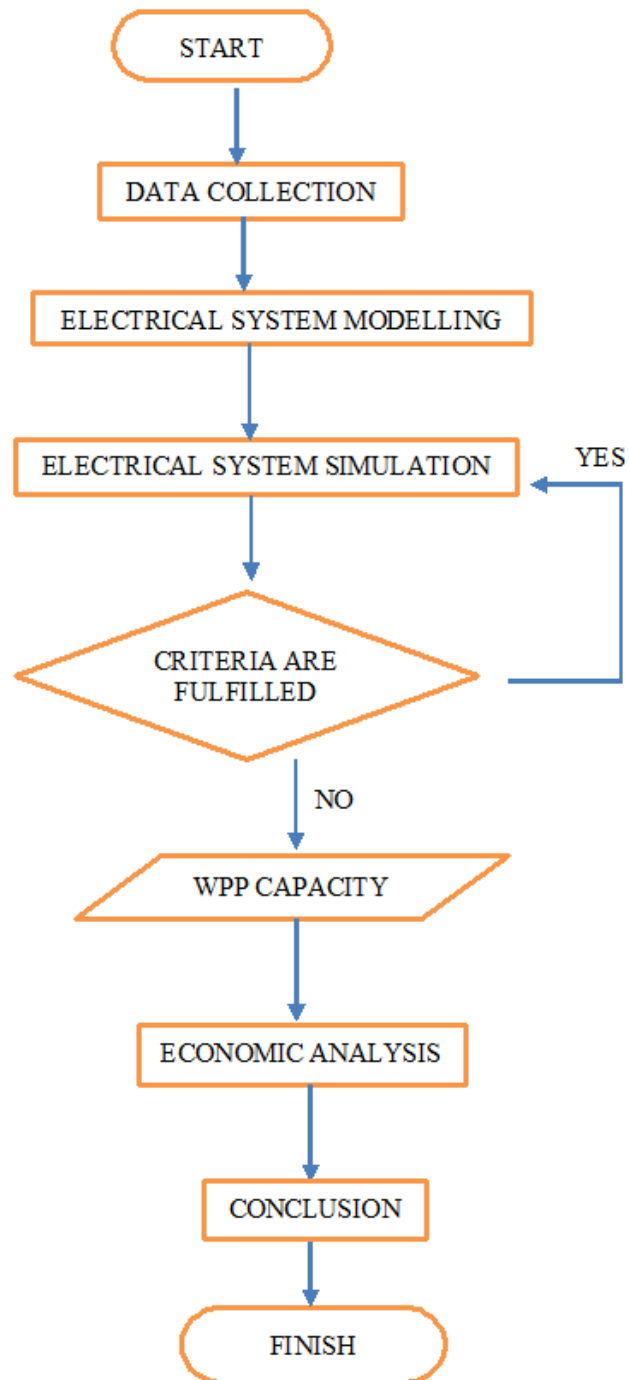 START
DATA COLLECTION
ELECTRICAL SYSTEM MODELLING
ELECTRICAL SYSTEM SIMULATION
YES
CRITERIA ARE
FULFILLED
NO
WPP CAPACITY
ECONOMIC ANALYSIS
CONCLUSION
FINISH